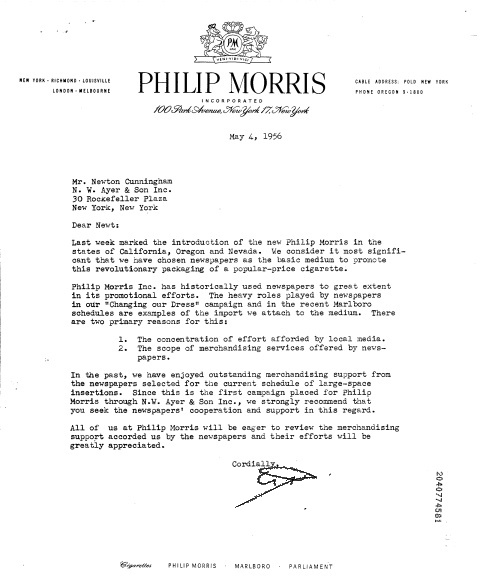 PM
VENI·VIDI·VICI
NEW YORK · RICHMOND · LOUISVILLE
LONDON · MELBOURNE
PHILIP MORRIS
INCORPORATED
100 Park Avenue, New York 17, New York
CABLE ADDRESS, POLD NEW YORK
PHONE OREGON 9-1800
May 4, 1956
Mr. Newton Cunningham
N. W. Ayer & Son Inc.
30 Rockefeller Plaza
New York, New York
Dear Newt:
Last week marked the introduction of the new Philip Morris in the
states of California, Oregon and Nevada. We consider it most signifi-
cant that we have chosen newspapers as the basic medium to promote
this revolutionary packaging of a popular-price cigarette.
Philip Morris Inc. has historically used newspapers to great extent
in its promotional efforts. The heavy roles played by newspapers
in our "Changing our Dress" campaign and in the recent Marlboro
schedules are examples of the import we attach to the medium. There
are two primary reasons for this:
1. The concentration of effort afforded by local media.
2. The scope of merchandising services offered by news-
papers.
In the past, we have enjoyed outstanding merchandising support from
the newspapers selected for the current schedule of large-space
insertions. Since this is the first campaign placed for Philip
Morris through N.W. Ayer & Son Inc., we strongly recommend that
you seek the newspapers' cooperation and support in this regard.
All of us at Philip Morris will be eager to review the merchandising
support accorded us by the newspapers and their efforts will be
greatly appreciated.
Cordially,
2040774581
Cigarettes PHILIP MORRIS · MARLBORO · PARLIAMENT